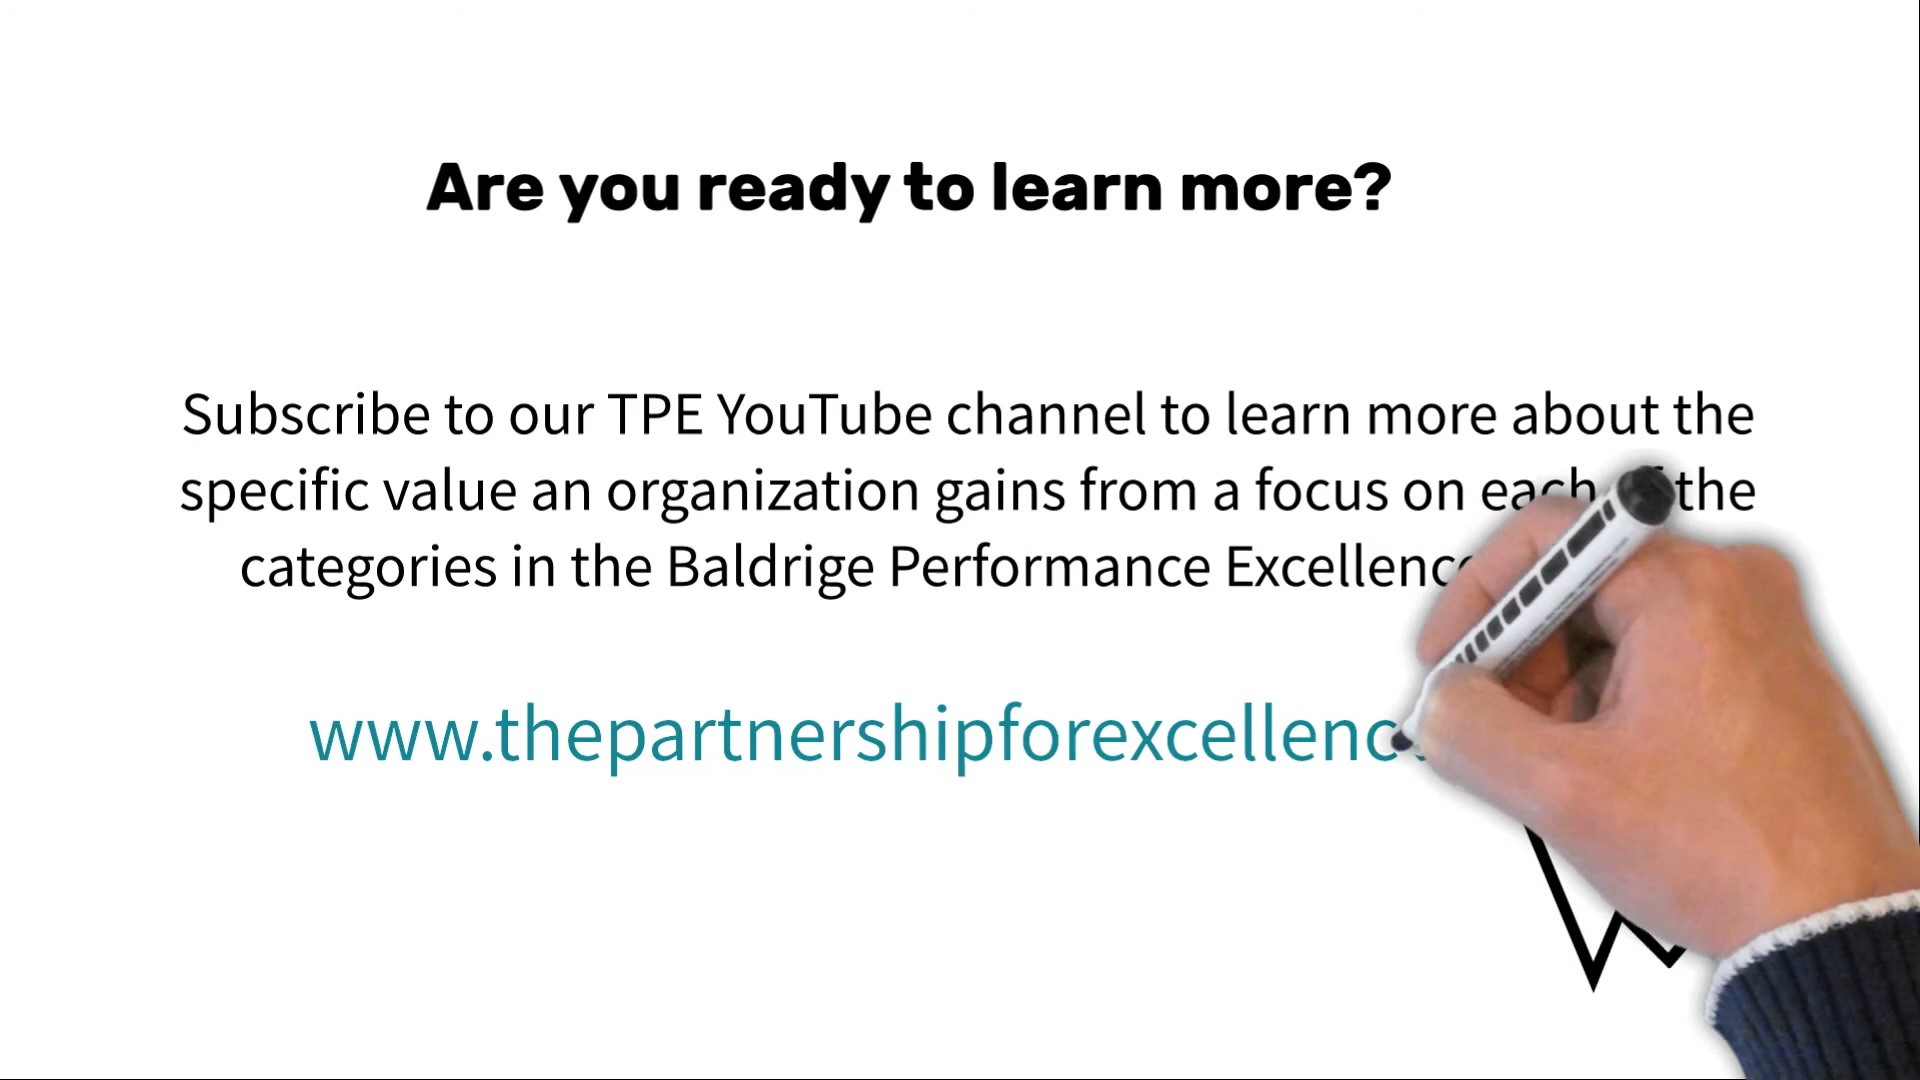 Are you ready to learn more?
Subscribe to our TPE YouTube channel to learn more about the
specific value an organization gains from a focus on each the
categories in the Baldrige Performance Excellence
www.thepartnershipforexcellenc